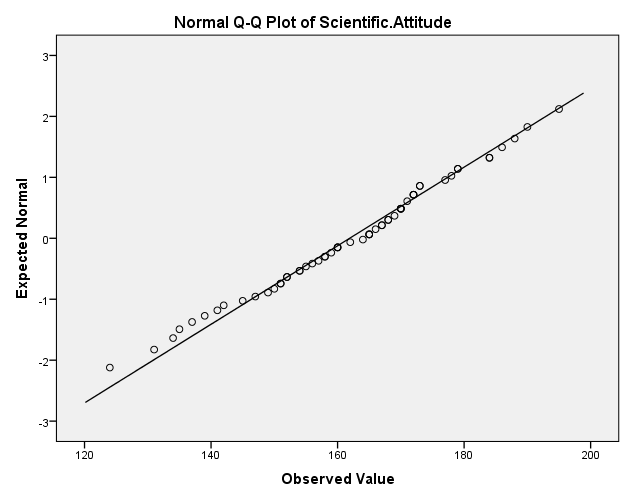 Normal Q-Q Plot of Scientific.Attitude
3
2
1
0
-1
-2
-3
Expected Normal
120 140 160 180 200
Observed Value